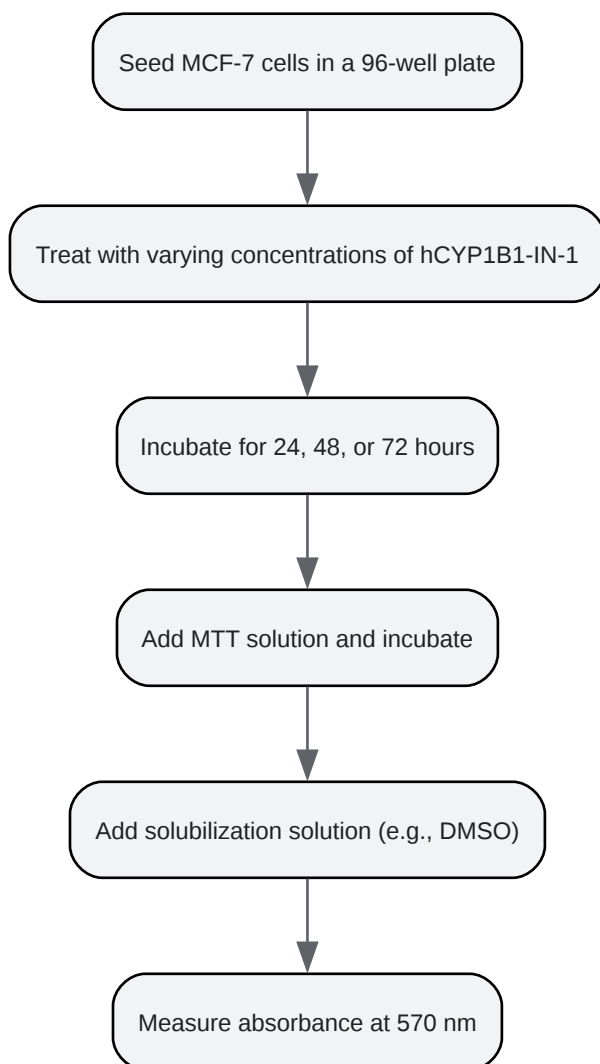 Seed MCF-7 cells in a 96-well plate
Treat with varying concentrations of hCYP1B1-IN-1
Incubate for 24, 48, or 72 hours
Add MTT solution and incubate
Add solubilization solution (e.g., DMSO)
Measure absorbance at 570 nm